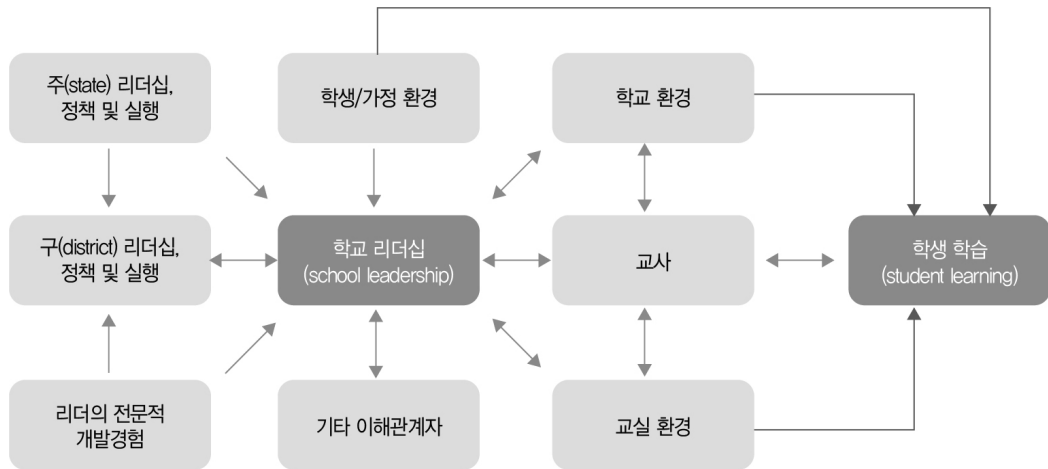 주(state) 리더십,
정책 및 실행
학생/가정 환경
학교 환경
구(district) 리더십,
정책 및 실행
학교 리더십
(school leadership)
교사
학생 학습
(student learning)
리더의 전문적
개발경험
기타 이해관계자
교실 환경